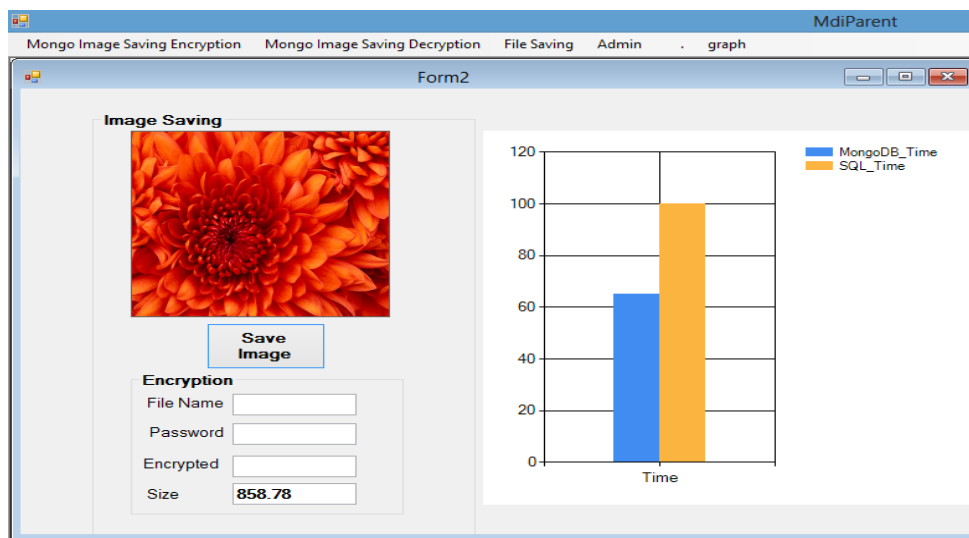 MdiParent
Mongo Image Saving Encryption Mongo Image Saving Decryption File Saving Admin . graph
Form2
Image Saving
Save
Image
Encryption
File Name
Password
Encrypted
Size 858.78
120
100
80
60
40
20
0
Time
MongoDB_Time
SQL_Time